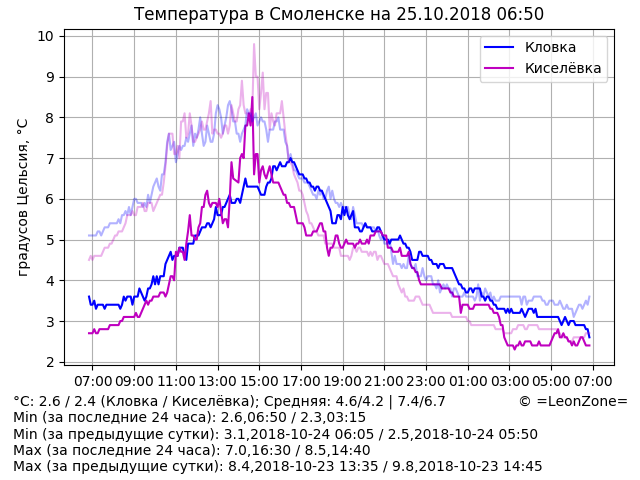 Температура в Смоленске на 25.10.2018 06:50
Кловка
Киселёвка
градусов Цельсия, °C
10
9
8
7
6
5
4
3
2
07:00 09:00 11:00 13:00 15:00 17:00 19:00 21:00 23:00 01:00 03:00 05:00 07:00
°C: 2.6 / 2.4 (Кловка / Киселёвка); Средняя: 4.6/4.2 | 7.4/6.7 © =LeonZone=
Min (за последние 24 часа): 2.6,06:50 / 2.3,03:15
Min (за предыдущие сутки): 3.1,2018-10-24 06:05 / 2.5,2018-10-24 05:50
Max (за последние 24 часа): 7.0,16:30 / 8.5,14:40
Max (за предыдущие сутки): 8.4,2018-10-23 13:35 / 9.8,2018-10-23 14:45